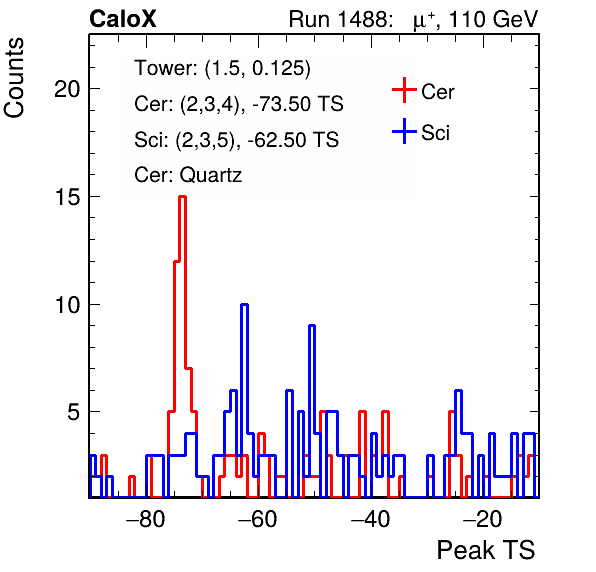 CaloX Run 1488: μ⁺, 110 GeV
Counts
Tower: (1.5, 0.125)
Cer: (2,3,4), -73.50 TS
Sci: (2,3,5), -62.50 TS
Cer: Quartz
Cer
Sci
20
15
10
5
−80 −60 −40 −20
Peak TS